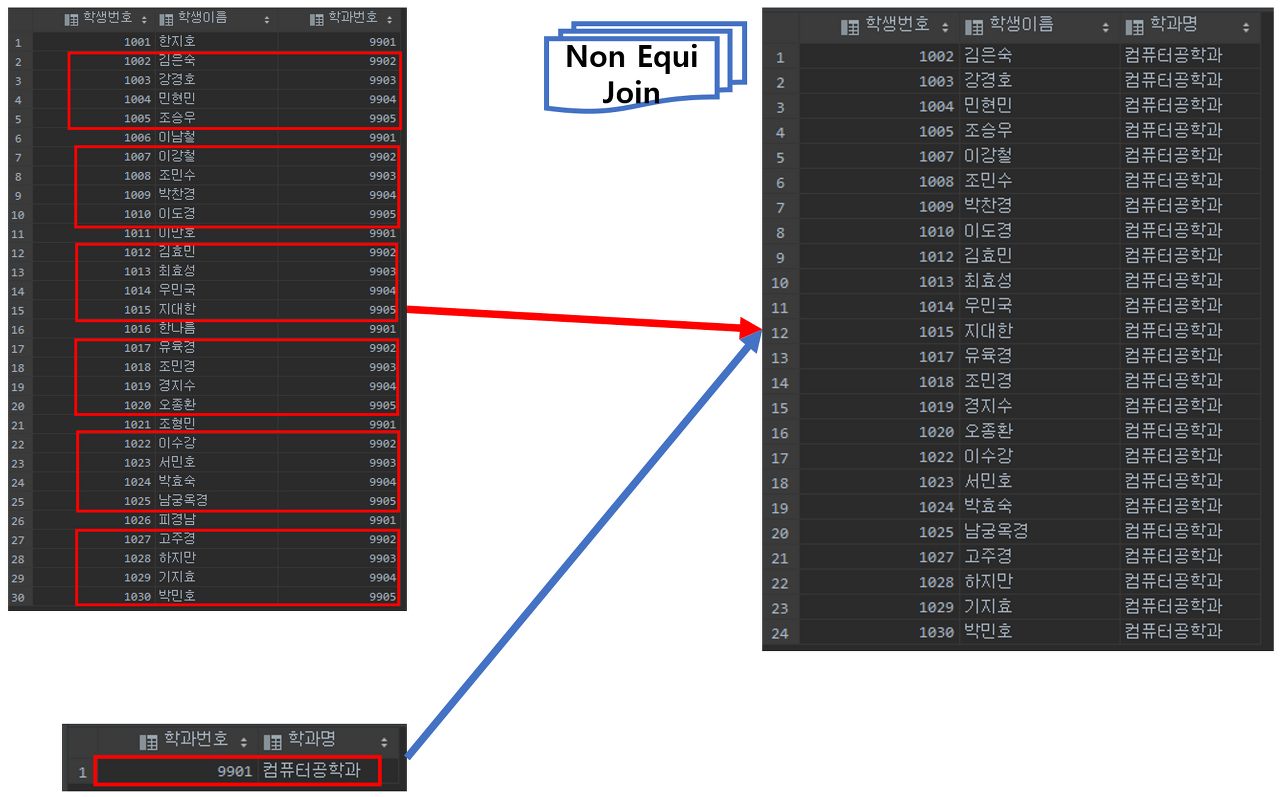 학생번호 학생이름 학과번호
1 1001 한지호 9901
2 1002 김은숙 9902
3 1003 강경호 9903
4 1004 민현민 9904
5 1005 조승우 9905
6 1006 이남철 9901
7 1007 이강철 9902
8 1008 조민수 9903
9 1009 박찬경 9904
10 1010 이도경 9905
11 1011 이만호 9901
12 1012 김효민 9902
13 1013 최효성 9903
14 1014 우민국 9904
15 1015 지대한 9905
16 1016 한나름 9901
17 1017 유육경 9902
18 1018 조민경 9903
19 1019 경지수 9904
20 1020 오종환 9905
21 1021 조형민 9901
22 1022 이수강 9902
23 1023 서민호 9903
24 1024 박효숙 9904
25 1025 남궁옥경 9905
26 1026 피경남 9901
27 1027 고주경 9902
28 1028 하지만 9903
29 1029 기지효 9904
30 1030 박민호 9905
Non Equi
Join
학생번호 학생이름 학과명
1 1002 김은숙 컴퓨터공학과
2 1003 강경호 컴퓨터공학과
3 1004 민현민 컴퓨터공학과
4 1005 조승우 컴퓨터공학과
5 1007 이강철 컴퓨터공학과
6 1008 조민수 컴퓨터공학과
7 1009 박찬경 컴퓨터공학과
8 1010 이도경 컴퓨터공학과
9 1012 김효민 컴퓨터공학과
10 1013 최효성 컴퓨터공학과
11 1014 우민국 컴퓨터공학과
12 1015 지대한 컴퓨터공학과
13 1017 유육경 컴퓨터공학과
14 1018 조민경 컴퓨터공학과
15 1019 경지수 컴퓨터공학과
16 1020 오종환 컴퓨터공학과
17 1022 이수강 컴퓨터공학과
18 1023 서민호 컴퓨터공학과
19 1024 박효숙 컴퓨터공학과
20 1025 남궁옥경 컴퓨터공학과
21 1027 고주경 컴퓨터공학과
22 1028 하지만 컴퓨터공학과
23 1029 기지효 컴퓨터공학과
24 1030 박민호 컴퓨터공학과
학과번호 학과명
1 9901 컴퓨터공학과